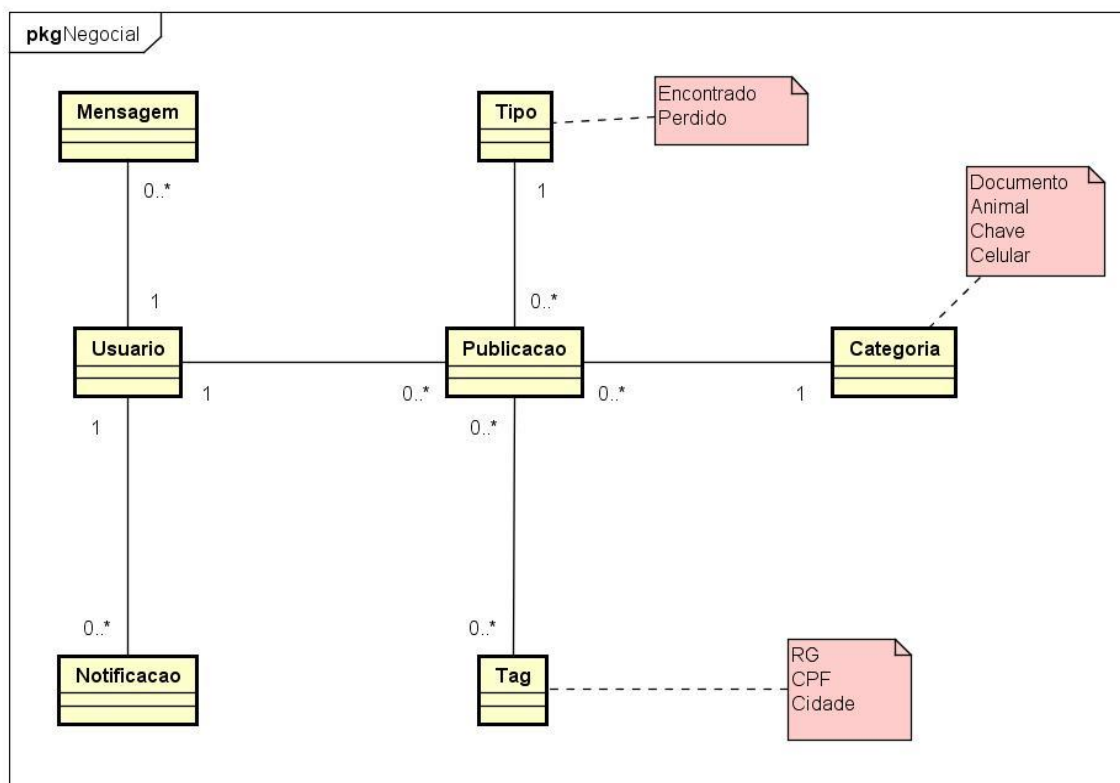 pkgNegocial
Mensagem
Tipo
Encontrado
Perdido
0..*
1
Documento
Animal
Chave
Celular
1
0..*
Usuario
Publicacao
Categoria
1
0..*
0..*
1
1
0..*
0..*
0..*
Notificacao
Tag
RG
CPF
Cidade